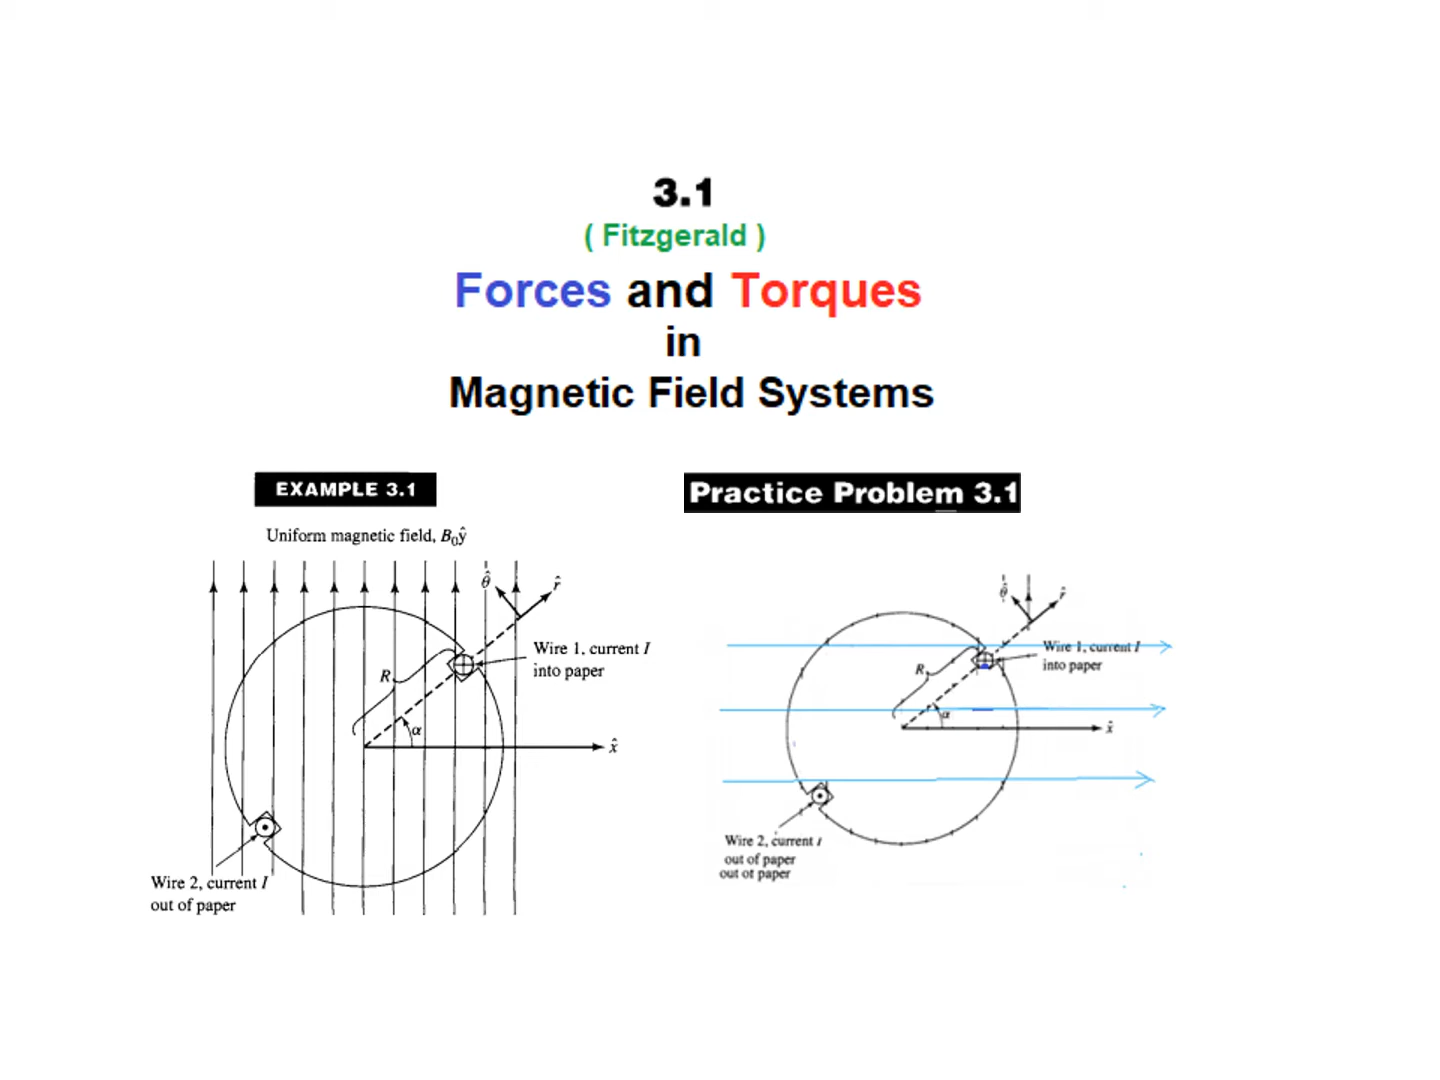 3.1
( Fitzgerald )
Forces and Torques
in
Magnetic Field Systems
EXAMPLE 3.1
Uniform magnetic field, B₀ŷ
θ̂
r̂
Wire 1, current I
into paper
R
α
x̂
Wire 2, current I
out of paper
Practice Problem 3.1
θ̂
r̂
Wire 1, current I
into paper
R
α
x̂
Wire 2, current I
out of paper
out of paper